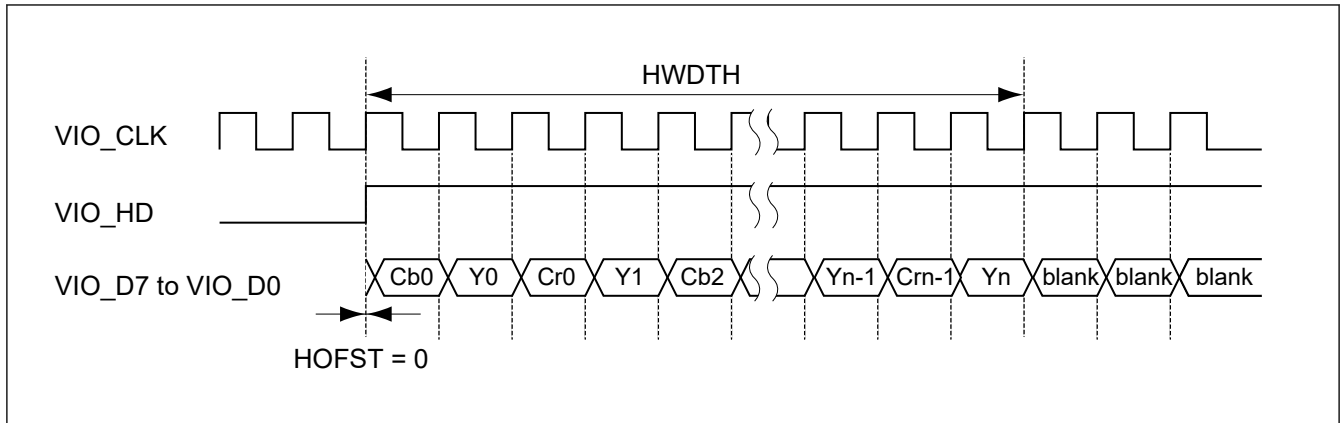 HWDTH
VIO_CLK
VIO_HD
VIO_D7 to VIO_D0 Cb0 Y0 Cr0 Y1 Cb2 Yn-1 Crn-1 Yn blank blank blank
HOFST = 0